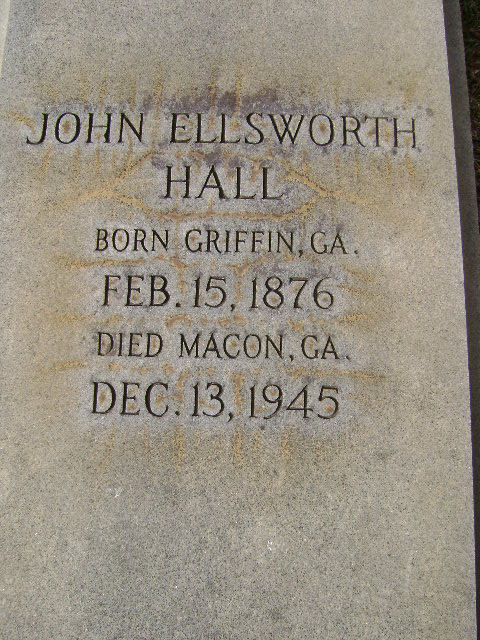 JOHN ELLSWORTH
HALL
BORN GRIFFIN, GA.
FEB. 15, 1876
DIED MACON, GA.
DEC. 13, 1945